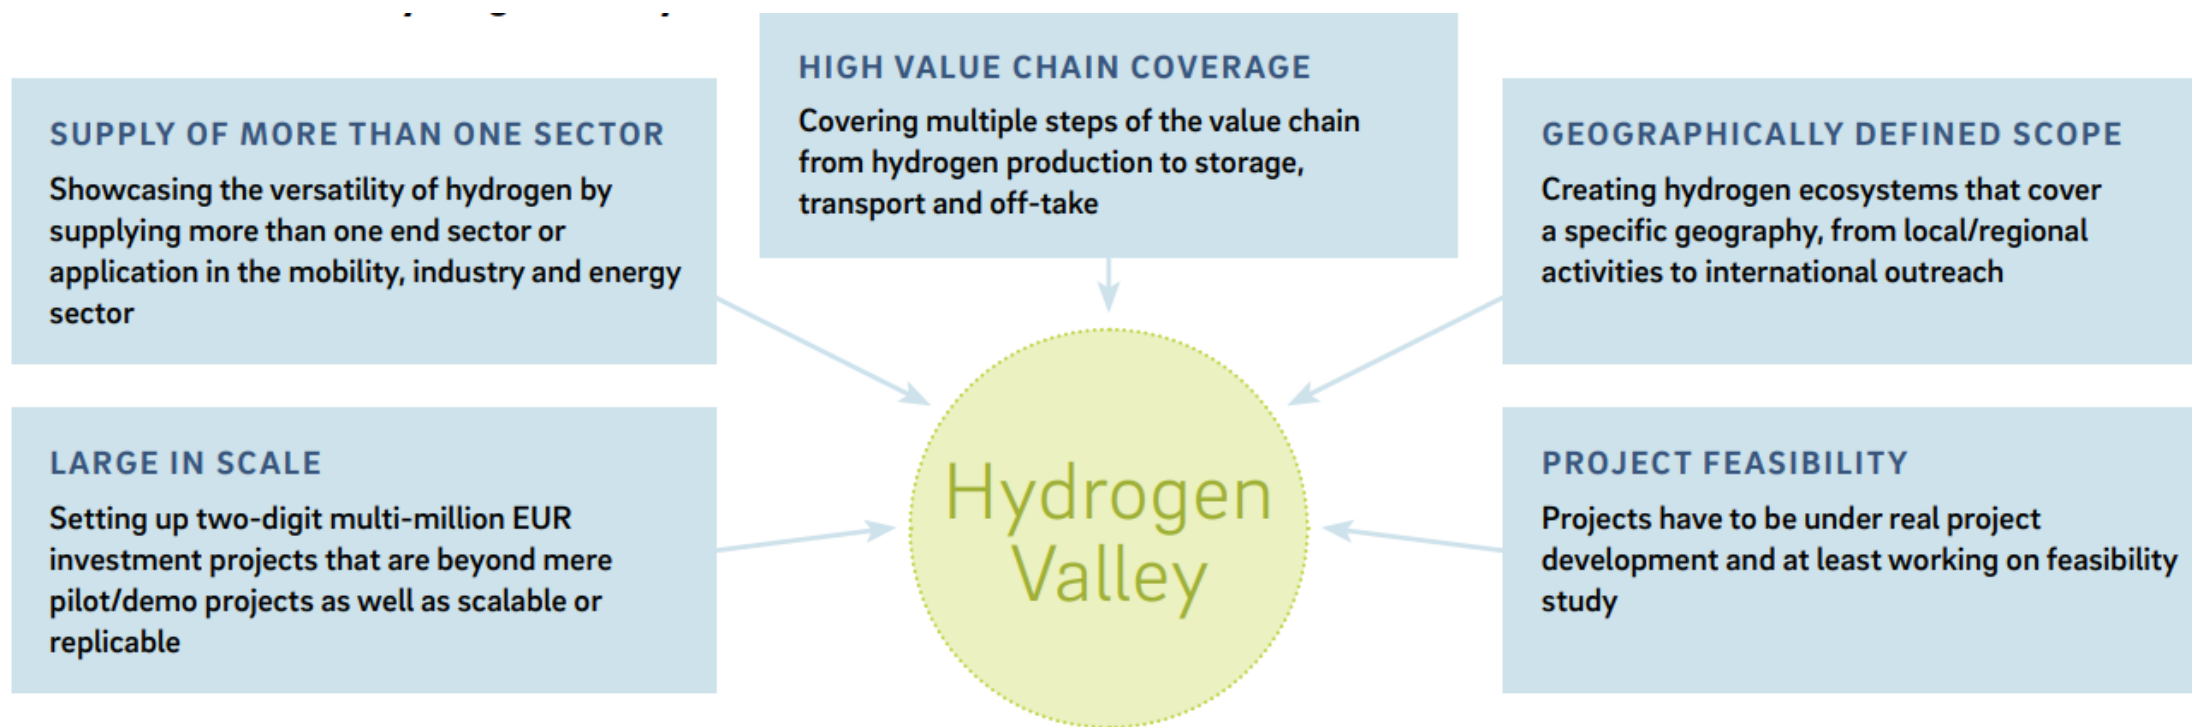 SUPPLY OF MORE THAN ONE SECTOR
Showcasing the versatility of hydrogen by
supplying more than one end sector or
application in the mobility, industry and energy
sector
HIGH VALUE CHAIN COVERAGE
Covering multiple steps of the value chain
from hydrogen production to storage,
transport and off-take
GEOGRAPHICALLY DEFINED SCOPE
Creating hydrogen ecosystems that cover
a specific geography, from local/regional
activities to international outreach
LARGE IN SCALE
Setting up two-digit multi-million EUR
investment projects that are beyond mere
pilot/demo projects as well as scalable or
replicable
Hydrogen
Valley
PROJECT FEASIBILITY
Projects have to be under real project
development and at least working on feasibility
study